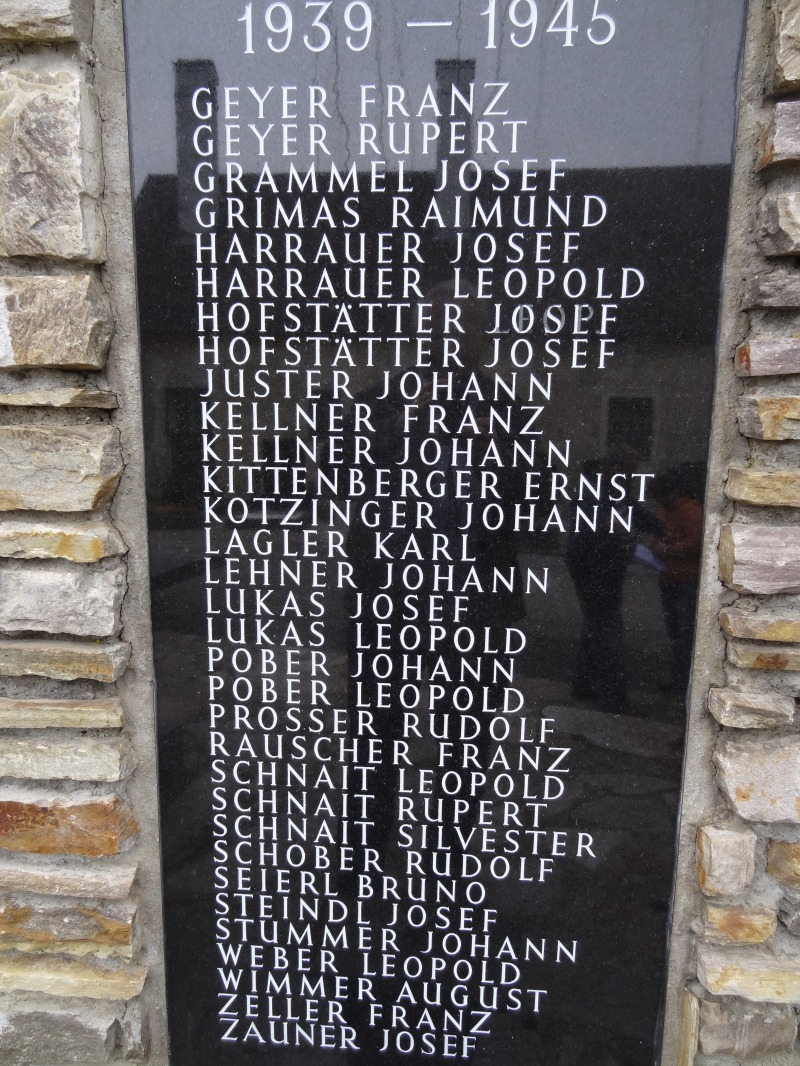 1939 – 1945
GEYER FRANZ
GEYER RUPERT
GRAMMEL JOSEF
GRIMAS RAIMUND
HARRAUER JOSEF
HARRAUER LEOPOLD
HOFSTÄTTER JOSEF
HOFSTÄTTER JOSEF
JUSTER JOHANN
KELLNER FRANZ
KELLNER JOHANN
KITTENBERGER ERNST
KOTZINGER JOHANN
LAGLER KARL
LEHNER JOHANN
LUKAS JOSEF
LUKAS LEOPOLD
POBER JOHANN
POBER LEOPOLD
PROSSER RUDOLF
RAUSCHER FRANZ
SCHNAIT LEOPOLD
SCHNAIT RUPERT
SCHNAIT SILVESTER
SCHOBER RUDOLF
SEIERL BRUNO
STEINDL JOSEF
STUMMER JOHANN
WEBER LEOPOLD
WIMMER AUGUST
ZELLER FRANZ
ZAUNER JOSEF